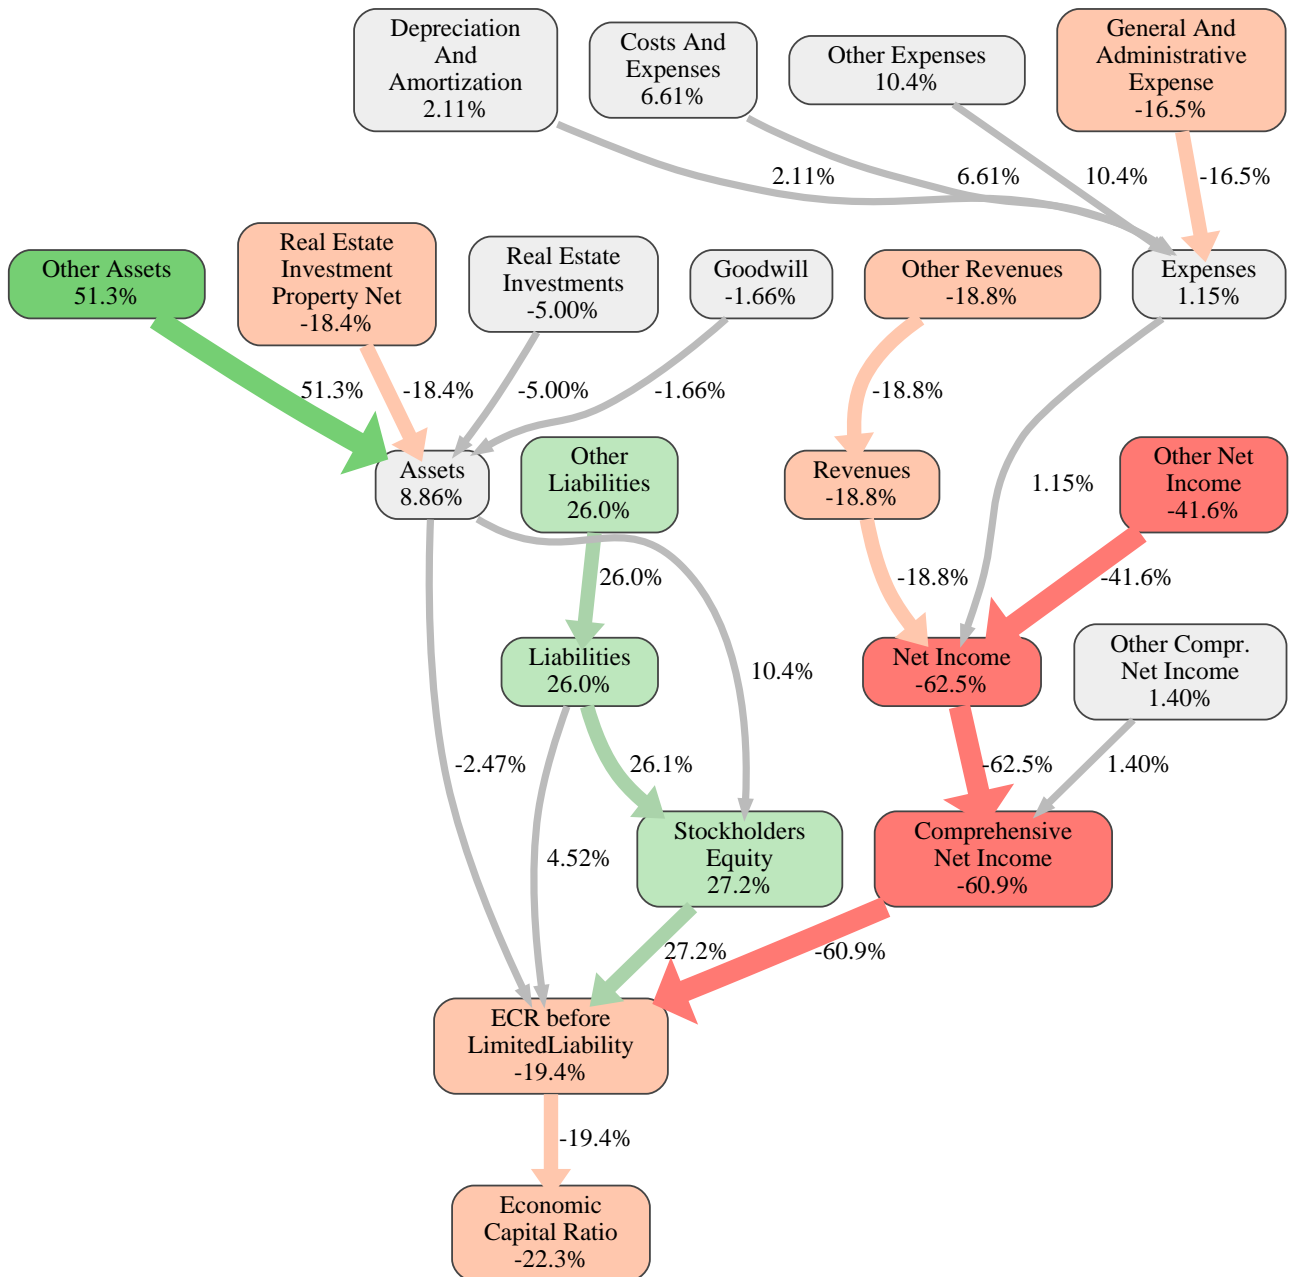 Depreciation
And
Amortization
2.11%
Costs And
Expenses
6.61%
Other Expenses
10.4%
General And
Administrative
Expense
-16.5%
2.11%
6.61%
10.4%
-16.5%
Other Assets
51.3%
Real Estate
Investment
Property Net
-18.4%
Real Estate
Investments
-5.00%
Goodwill
-1.66%
Other Revenues
-18.8%
Expenses
1.15%
51.3%
-18.4%
-5.00%
-1.66%
-18.8%
1.15%
Assets
8.86%
Other
Liabilities
26.0%
Revenues
-18.8%
Other Net
Income
-41.6%
26.0%
-18.8%
-41.6%
Liabilities
26.0%
10.4%
Net Income
-62.5%
Other Compr.
Net Income
1.40%
-2.47%
26.1%
-62.5%
1.40%
4.52%
Stockholders
Equity
27.2%
Comprehensive
Net Income
-60.9%
27.2%
-60.9%
ECR before
LimitedLiability
-19.4%
-19.4%
Economic
Capital Ratio
-22.3%